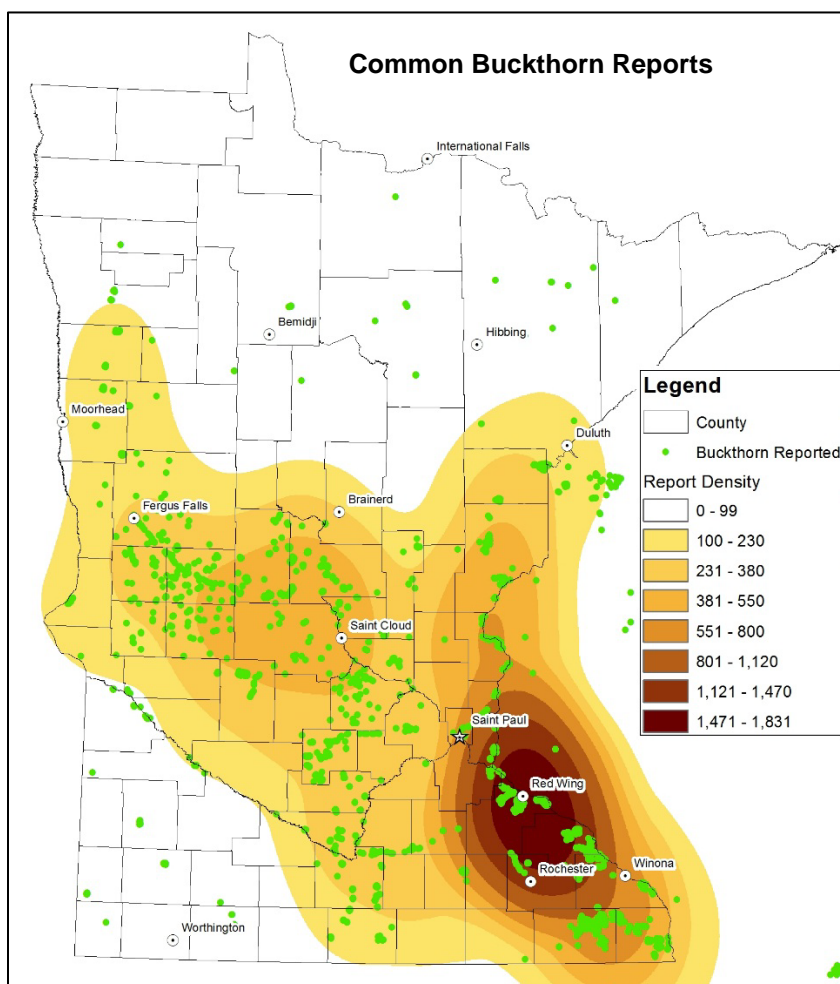 Common Buckthorn Reports
International Falls
Bemidji
Hibbing
Legend
County
Moorhead
Buckthorn Reported
Duluth
Report Density
0 - 99
Brainerd
Fergus Falls
100 - 230
231 - 380
381 - 550
551 - 800
Saint Cloud
801 - 1,120
1,121 - 1,470
1,471 - 1,831
Saint Paul
Red Wing
Rochester
Winona
Worthington